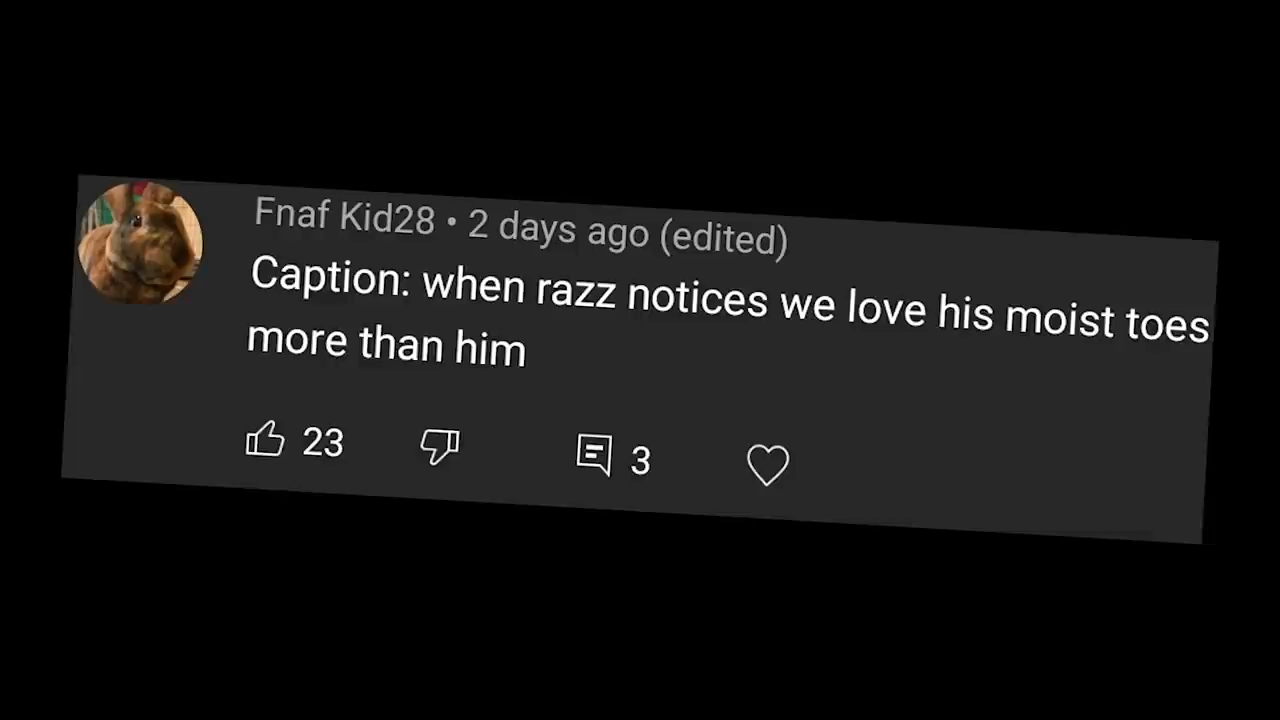 Fnaf Kid28 • 2 days ago (edited)
Caption: when razz notices we love his moist toes
more than him
23
3